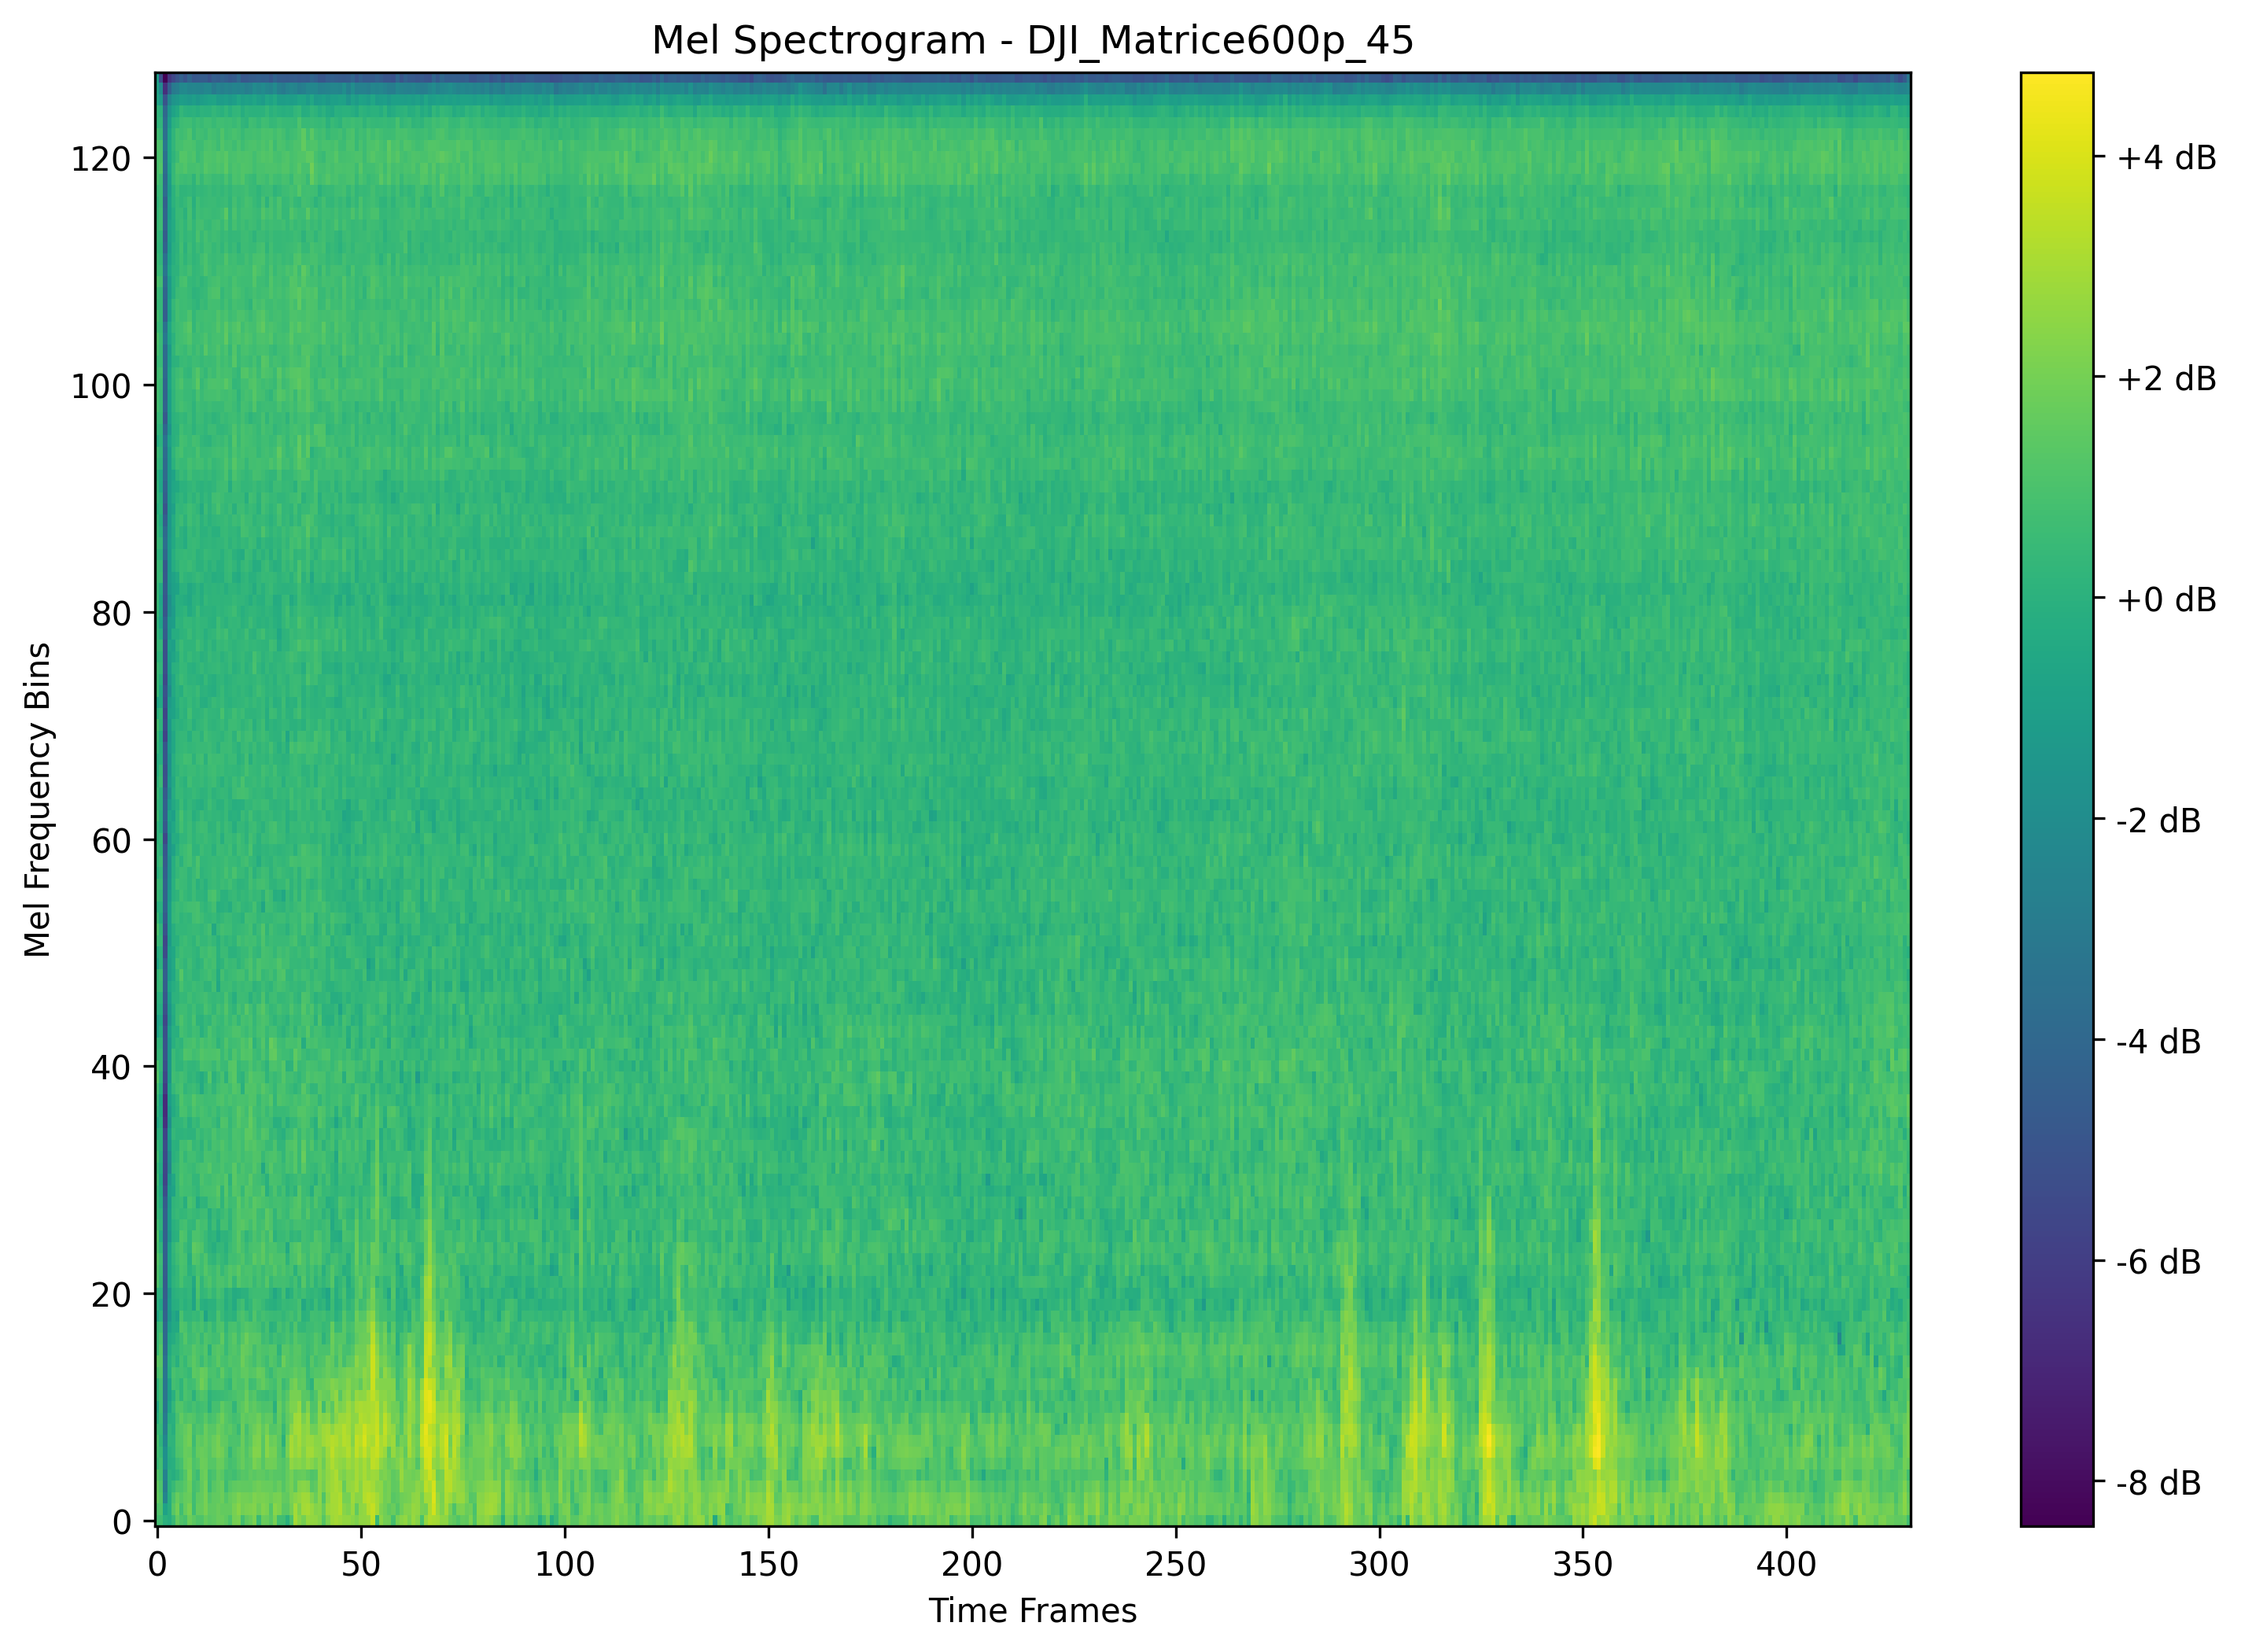 Mel Spectrogram - DJI_Matrice600p_45
Mel Frequency Bins
120
100
80
60
40
20
0
0 50 100 150 200 250 300 350 400
Time Frames
+4 dB
+2 dB
+0 dB
-2 dB
-4 dB
-6 dB
-8 dB